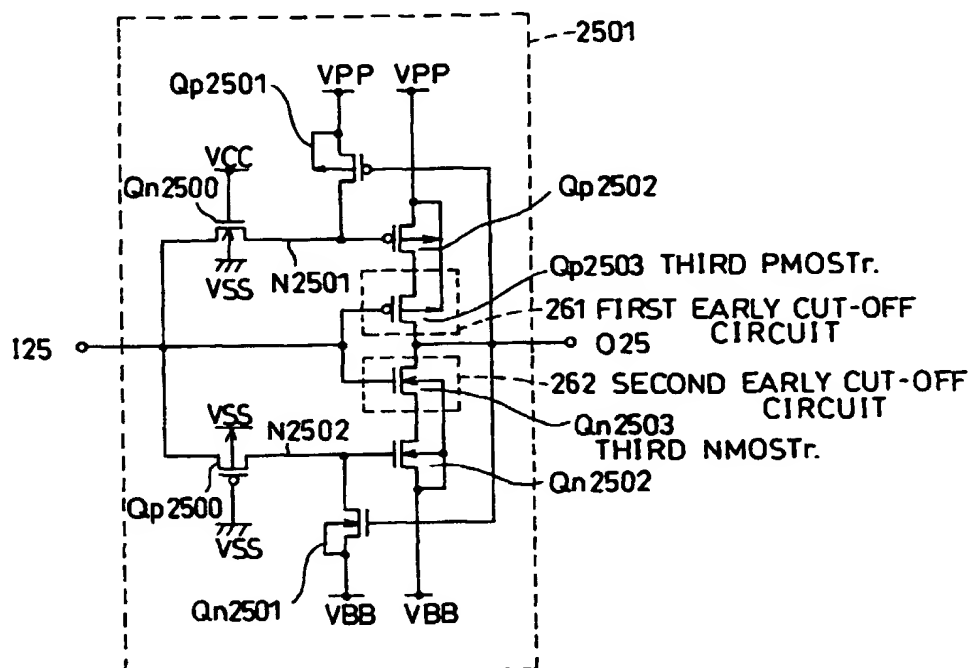 2501
VPP
VPP
Qp2501
VCC
Qn2500
Qp2502
N2501
VSS
Qp2503 THIRD PMOSTr.
261 FIRST EARLY CUT-OFF
CIRCUIT
I25
O25
262 SECOND EARLY CUT-OFF
CIRCUIT
VSS
N2502
Qn2503
THIRD NMOSTr.
Qn2502
Qp2500
VSS
Qn2501
VBB
VBB